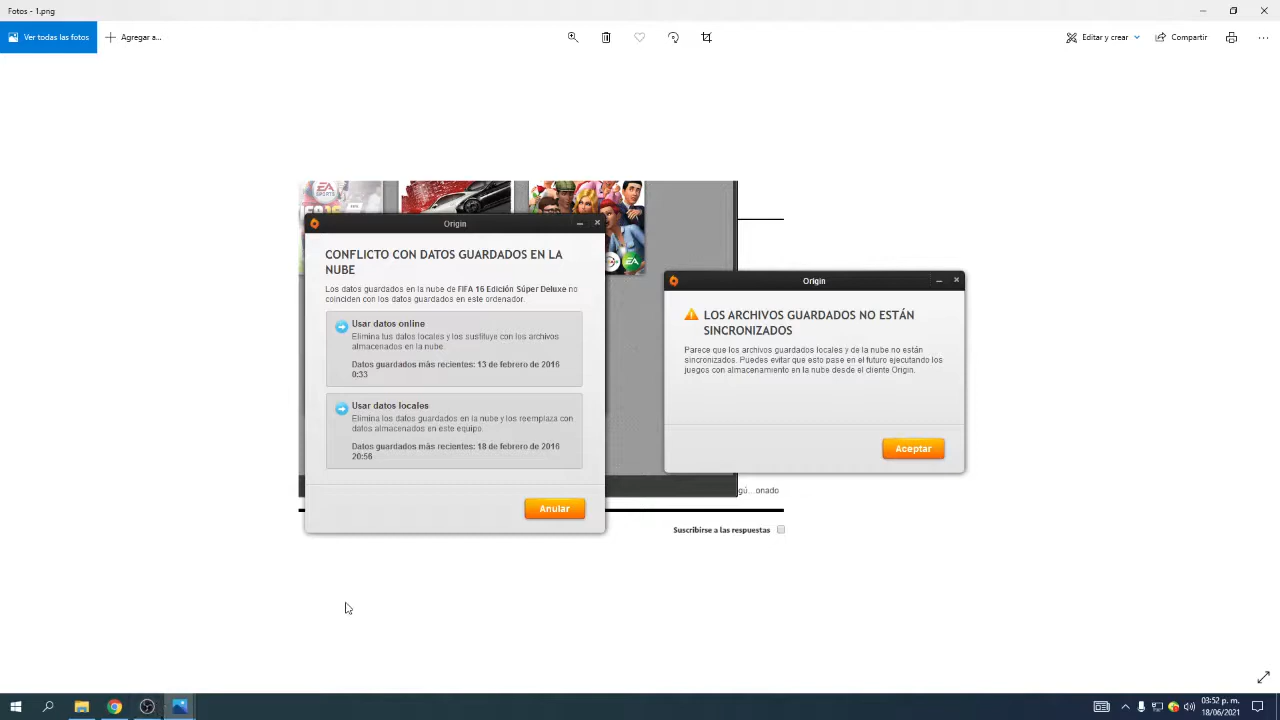 Fotos - 1.png
Ver todas las fotos
Agregar a...
Editar y crear
Compartir
EA
SPORTS
FIFA
EA
Origin
CONFLICTO CON DATOS GUARDADOS EN LA
NUBE
Los datos guardados en la nube de FIFA 16 Edición Súper Deluxe no
coinciden con los datos guardados en este ordenador.
Usar datos online
Elimina tus datos locales y los sustituye con los archivos
almacenados en la nube.
Datos guardados más recientes: 13 de febrero de 2016
0:33
Usar datos locales
Elimina los datos guardados en la nube y los reemplaza con
datos almacenados en este equipo.
Datos guardados más recientes: 18 de febrero de 2016
20:56
Anular
Origin
LOS ARCHIVOS GUARDADOS NO ESTÁN
SINCRONIZADOS
Parece que los archivos guardados locales y de la nube no están
sincronizados. Puedes evitar que esto pase en el futuro ejecutando los
juegos con almacenamiento en la nube desde el cliente Origin.
Aceptar
gú...onado
Suscribirse a las respuestas
03:52 p. m.
18/06/2021